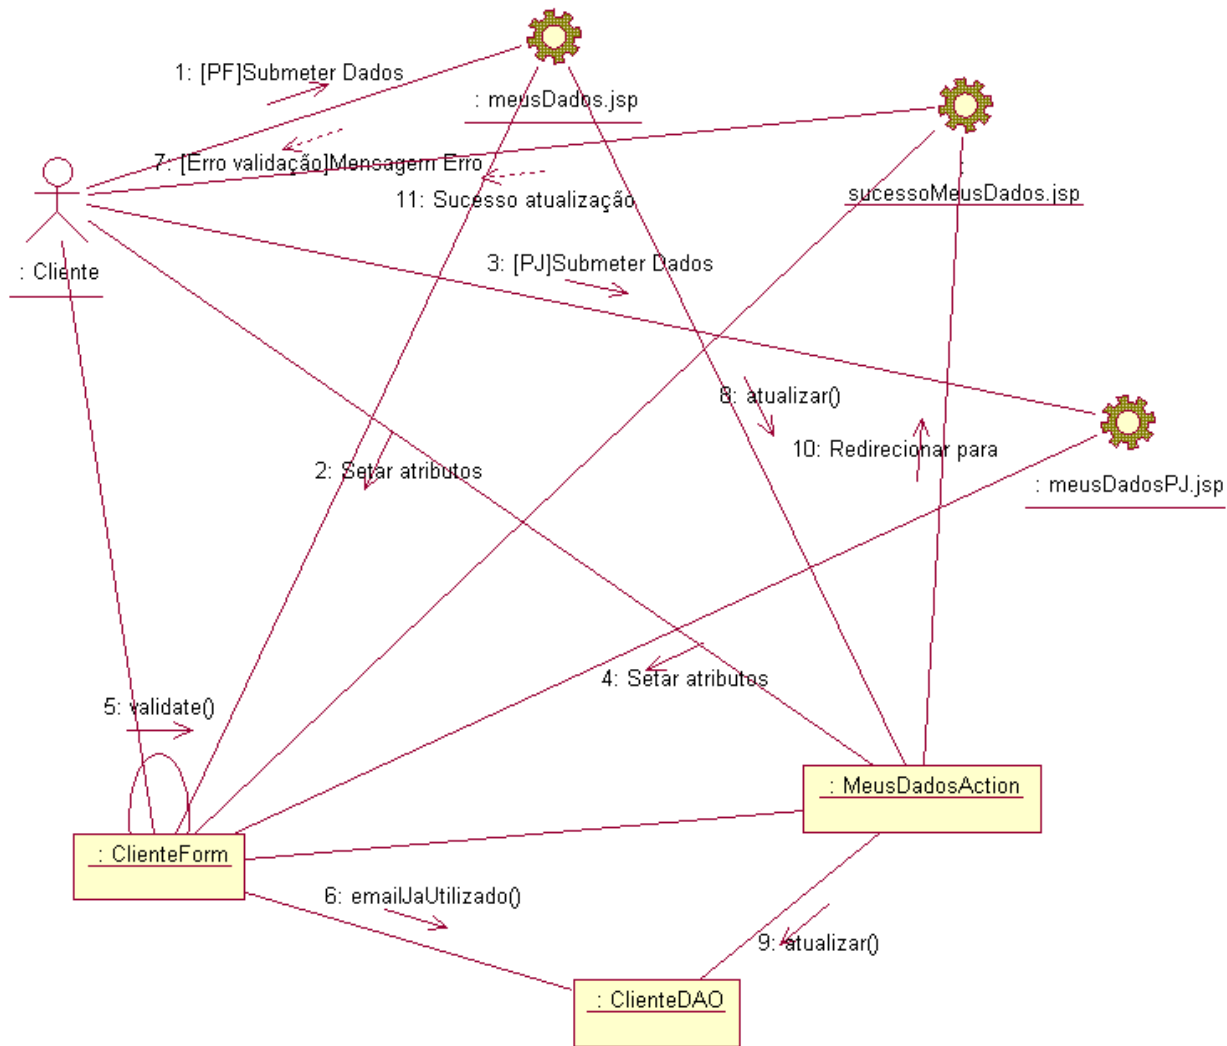 1: [PF]Submeter Dados
: meusDados.jsp
7: [Erro validação]Mensagem Erro
11: Sucesso atualização
:
sucessoMeusDados.jsp
: Cliente
3: [PJ]Submeter Dados
8: atualizar()
10: Redirecionar para
2: Setar atributos
: meusDadosPJ.jsp
4: Setar atributos
5: validate()
: MeusDadosAction
: ClienteForm
6: emailJaUtilizado()
9: atualizar()
: ClienteDAO